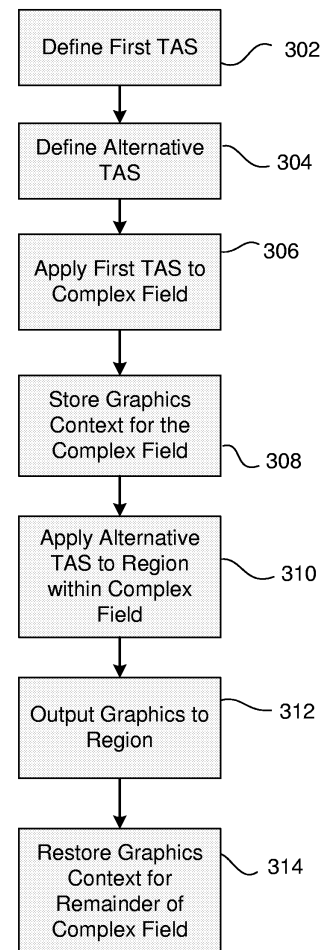 Define First TAS
302
Define Alternative
TAS
304
Apply First TAS to
Complex Field
306
Store Graphics
Context for the
Complex Field
308
Apply Alternative
TAS to Region
within Complex
Field
310
Output Graphics to
Region
312
Restore Graphics
Context for
Remainder of
Complex Field
314